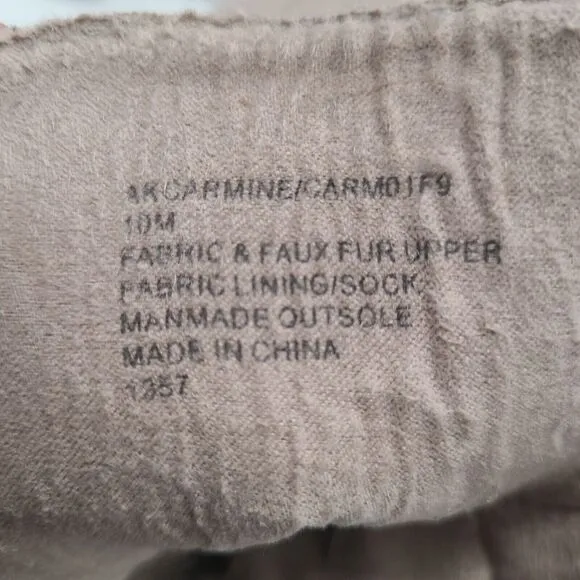 AKCARMINE/CARM01F9
10M
FABRIC & FAUX FUR UPPER
FABRIC LINING/SOCK
MANMADE OUTSOLE
MADE IN CHINA
1357